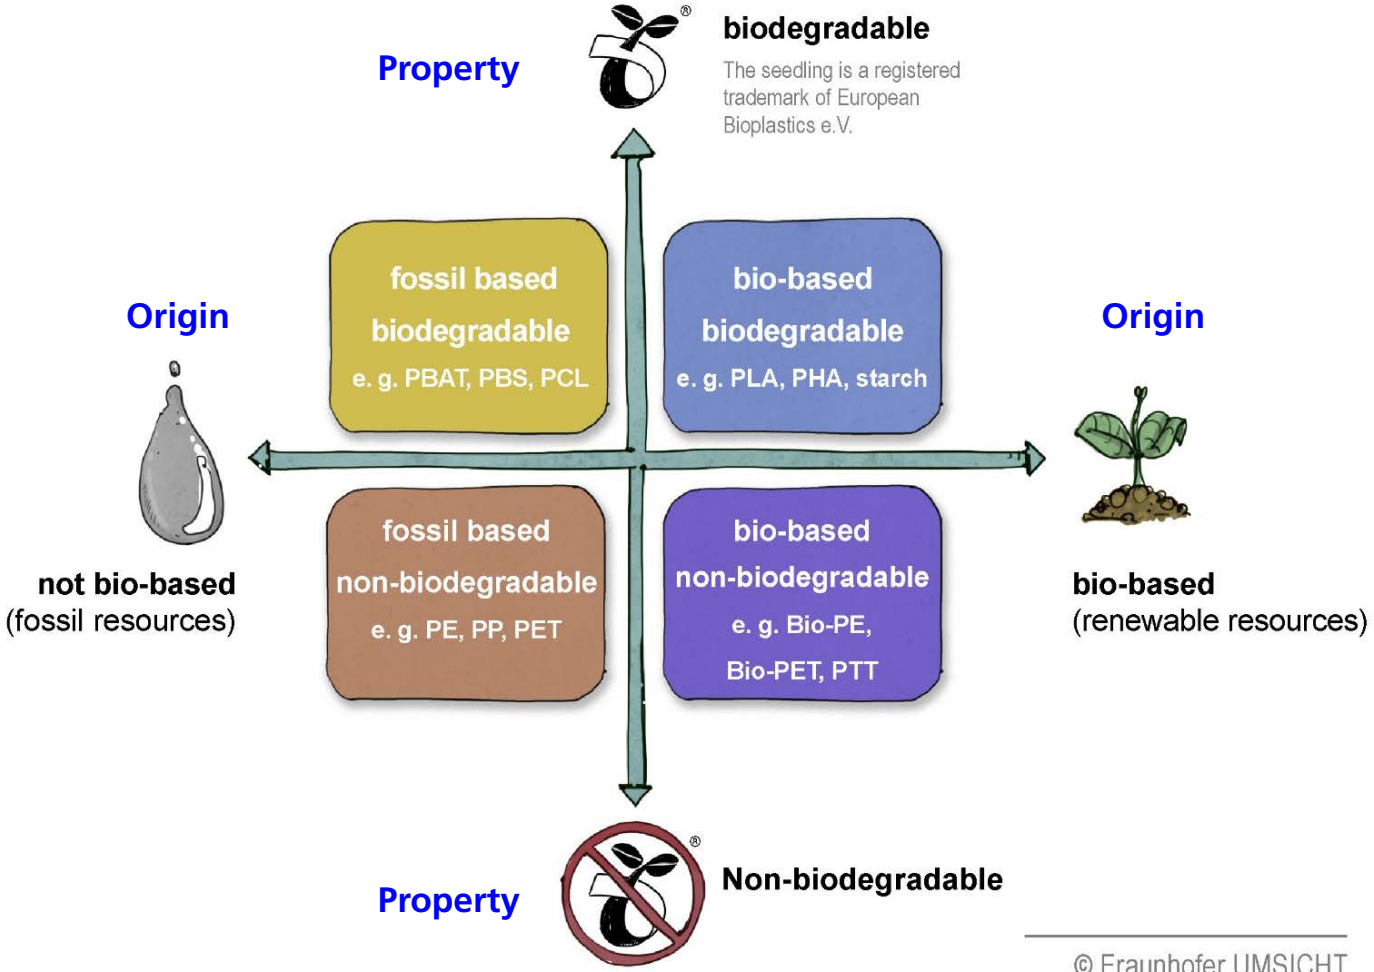 biodegradable
Property
The seedling is a registered
trademark of European
Bioplastics e.V.
®
fossil based
biodegradable
e. g. PBAT, PBS, PCL
bio-based
biodegradable
e. g. PLA, PHA, starch
Origin
Origin
fossil based
non-biodegradable
e. g. PE, PP, PET
bio-based
non-biodegradable
e. g. Bio-PE,
Bio-PET, PTT
not bio-based
(fossil resources)
bio-based
(renewable resources)
®
Non-biodegradable
Property
© Fraunhofer UMSICHT